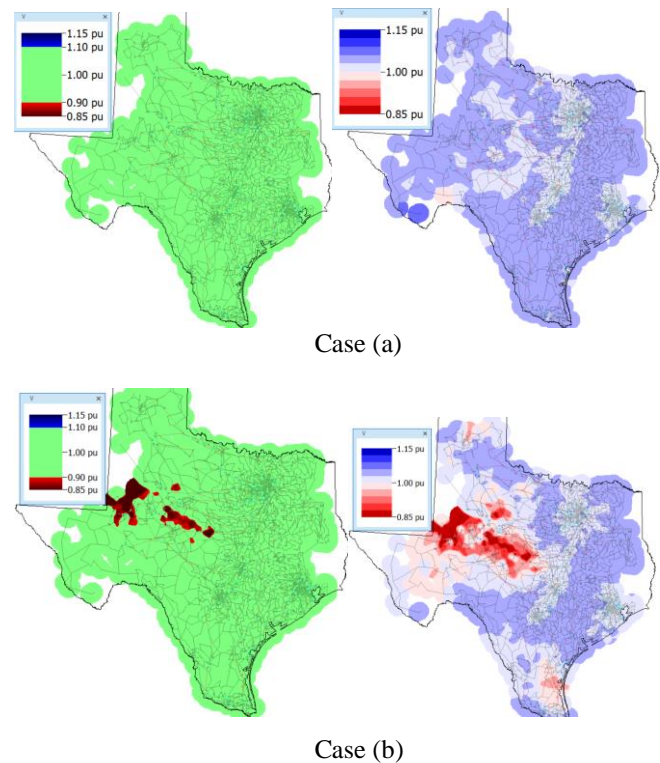 V ×
1.15 pu
1.10 pu
1.00 pu
0.90 pu
0.85 pu
V ×
1.15 pu
1.00 pu
0.85 pu
Case (a)
V ×
1.15 pu
1.10 pu
1.00 pu
0.90 pu
0.85 pu
V ×
1.15 pu
1.00 pu
0.85 pu
Case (b)